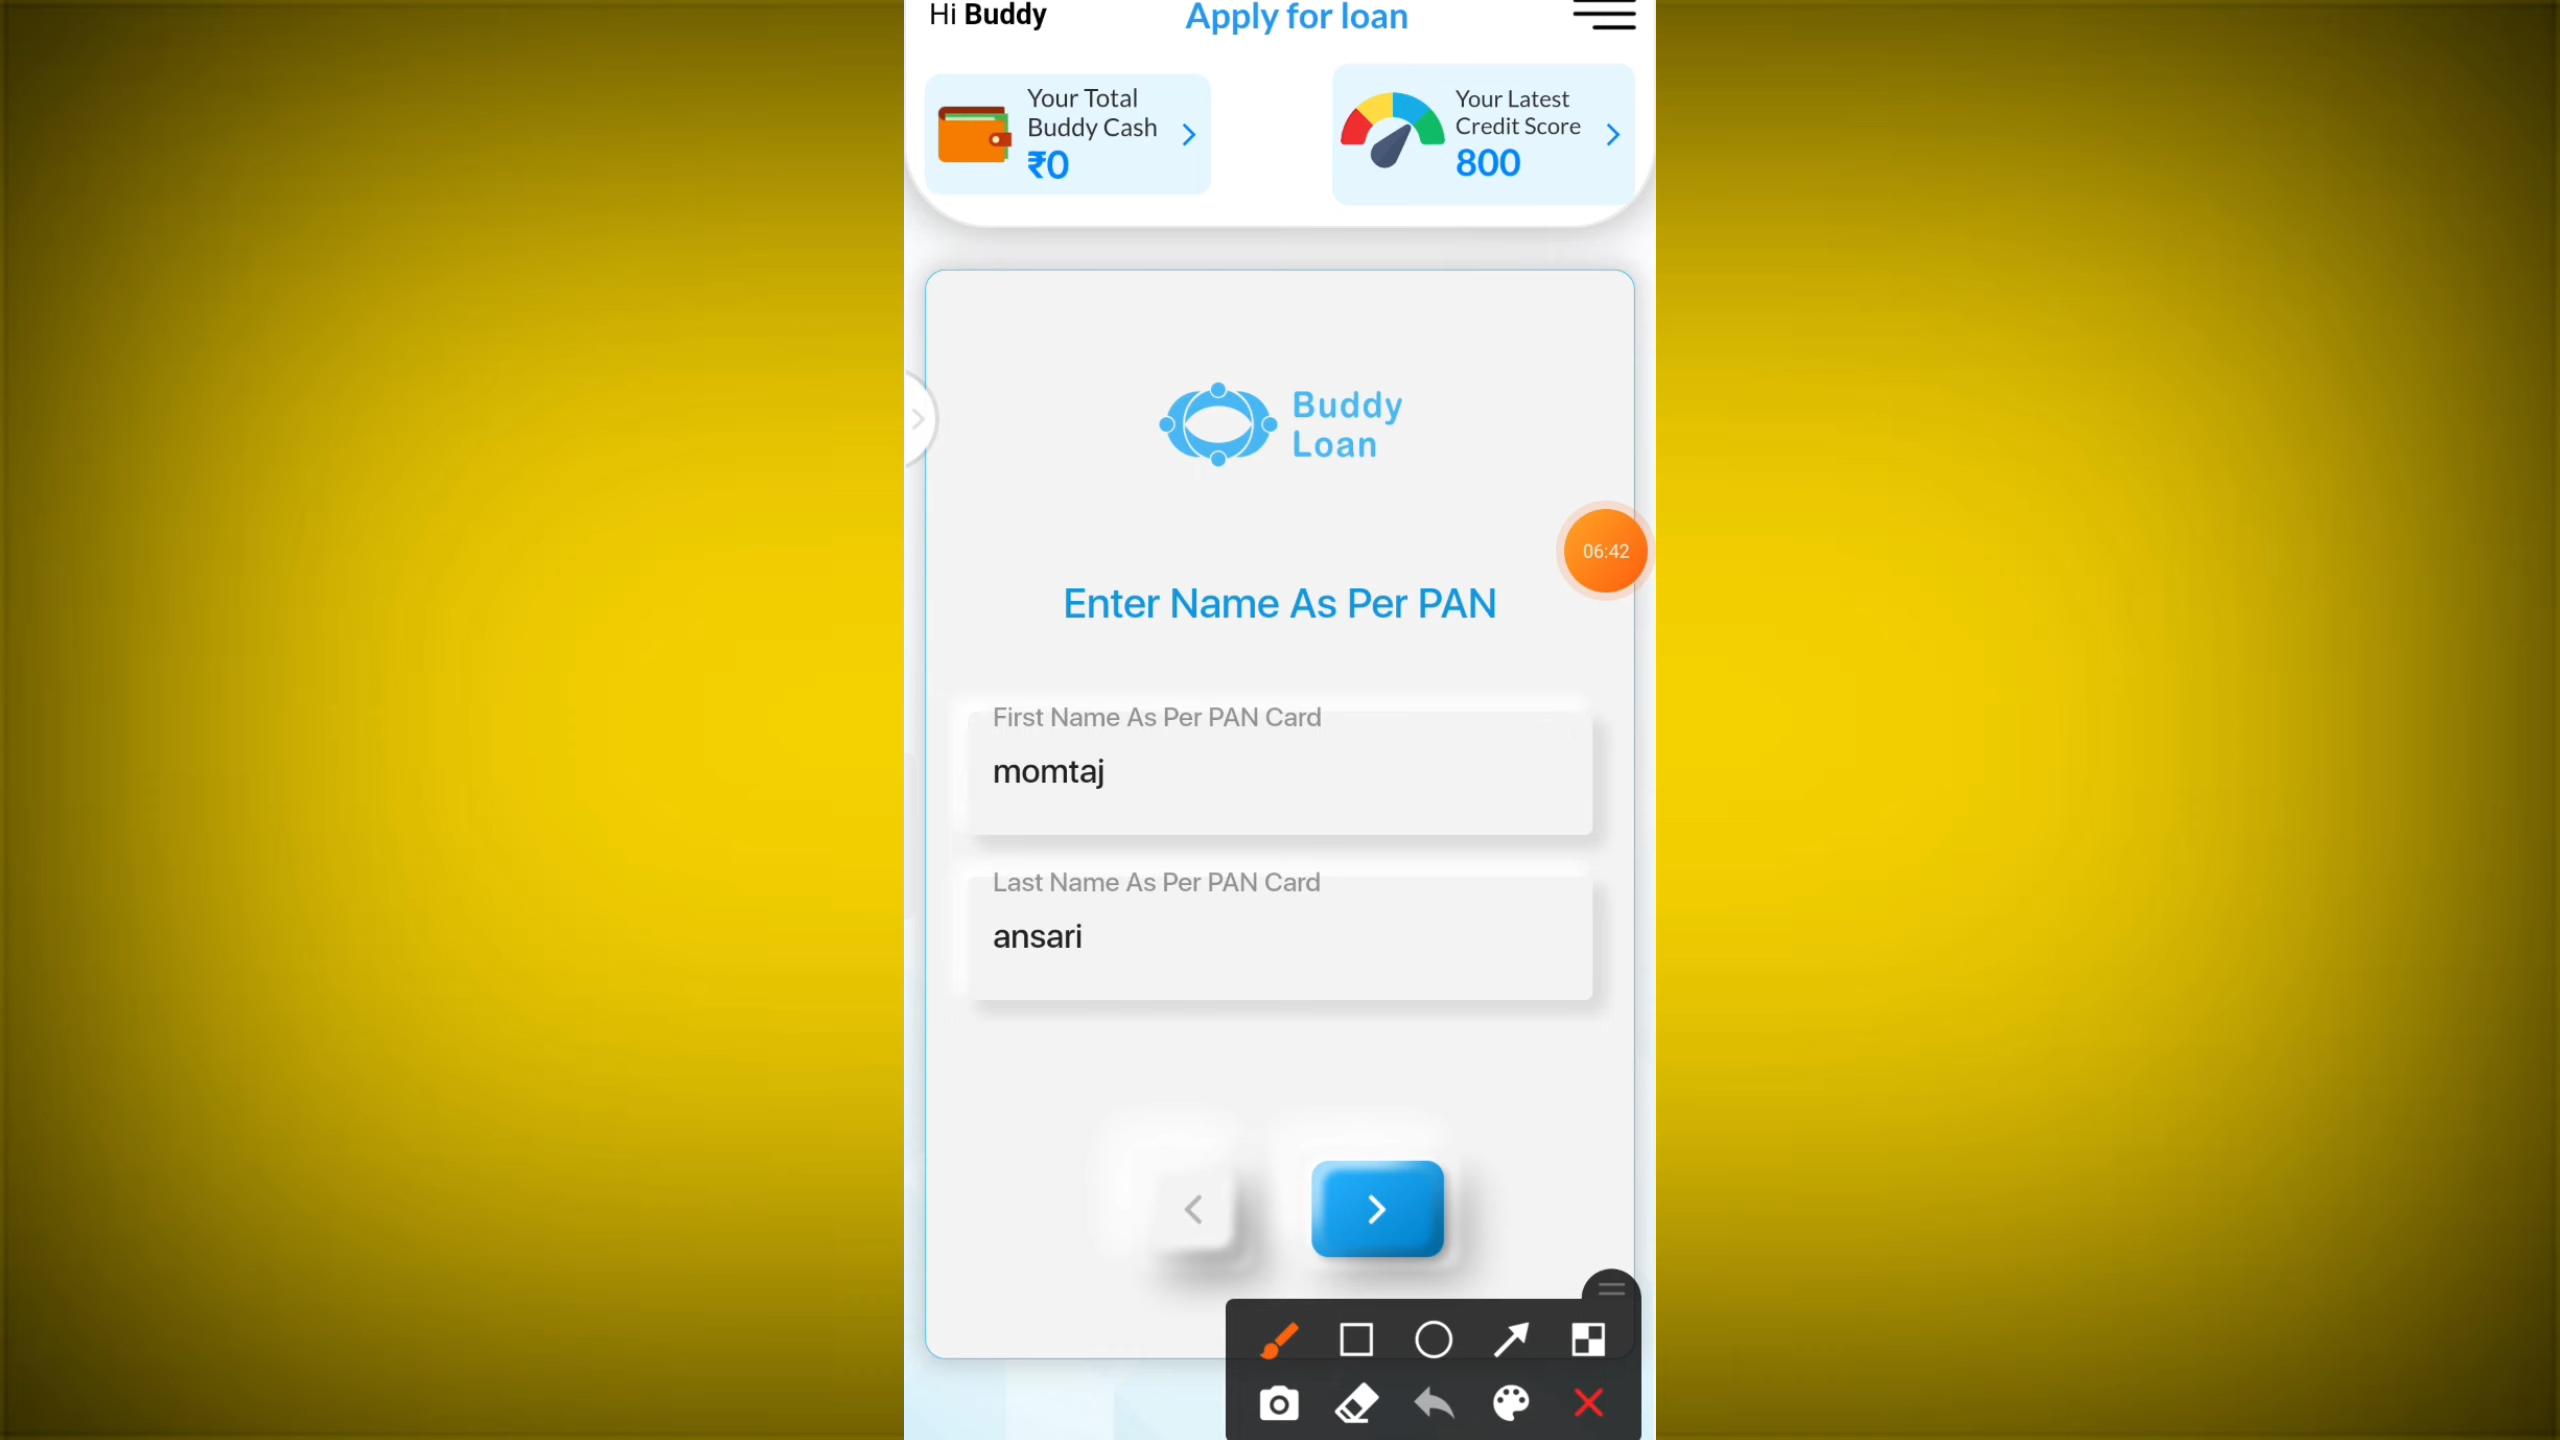 Hi Buddy
Apply for loan
Your Total
Buddy Cash
₹0
Your Latest
Credit Score
800
Buddy
Loan
06:42
Enter Name As Per PAN
First Name As Per PAN Card
momtaj
Last Name As Per PAN Card
ansari